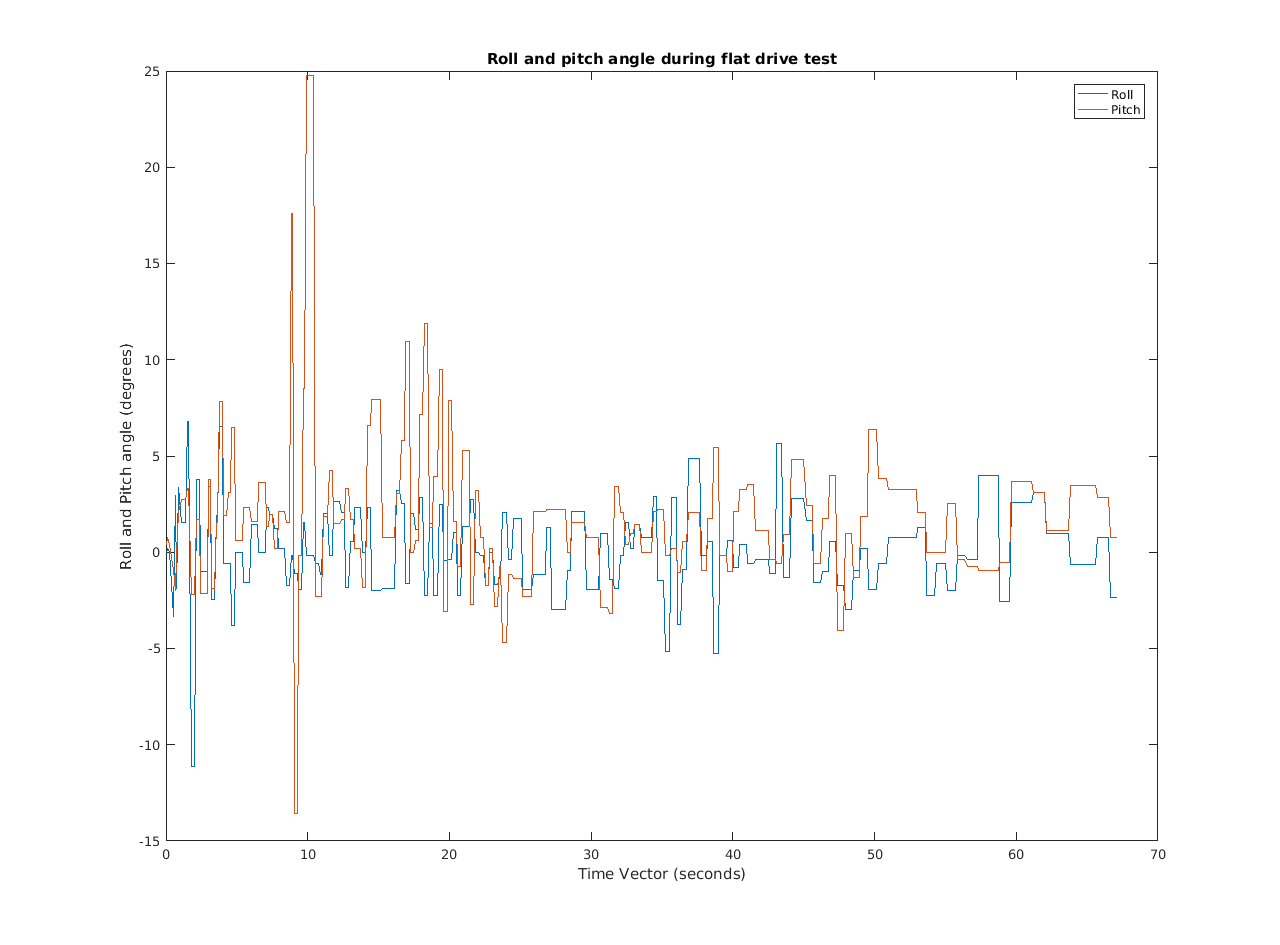 Roll and pitch angle during flat drive test
Roll
Pitch
Roll and Pitch angle (degrees)
25
20
15
10
5
0
-5
-10
-15
0 10 20 30 40 50 60 70
Time Vector (seconds)